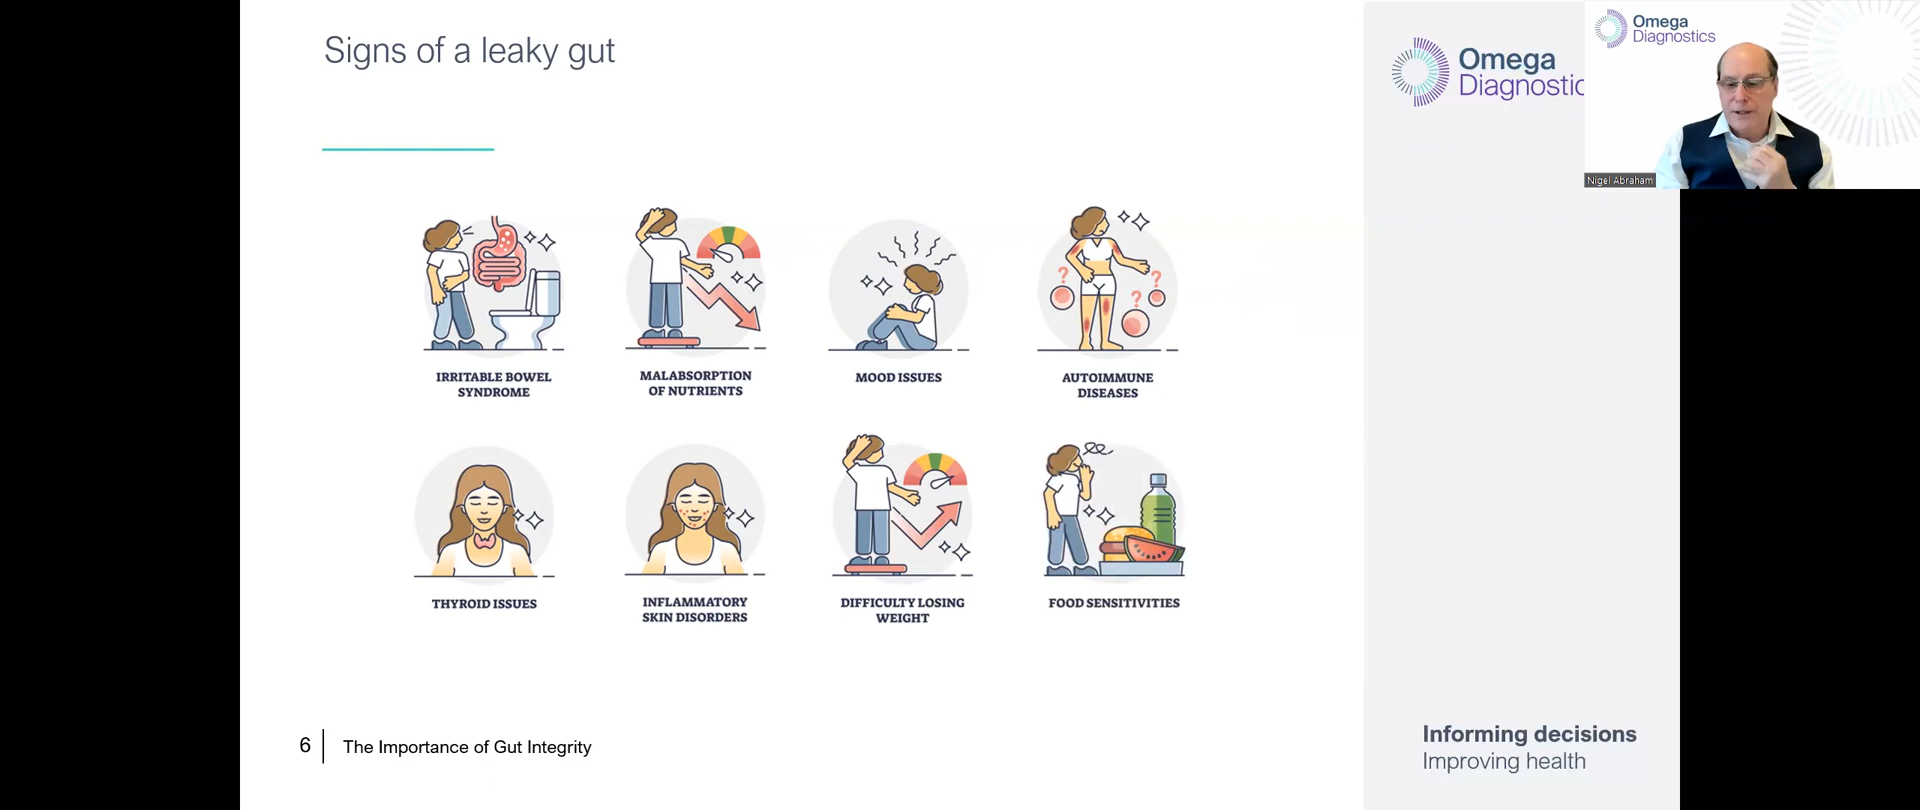 Signs of a leaky gut
Omega
Diagnostic
Omega
Diagnostics
Nigel Abraham
IRRITABLE BOWEL
SYNDROME
MALABSORPTION
OF NUTRIENTS
MOOD ISSUES
AUTOIMMUNE
DISEASES
?
?
?
THYROID ISSUES
INFLAMMATORY
SKIN DISORDERS
DIFFICULTY LOSING
WEIGHT
FOOD SENSITIVITIES
6
The Importance of Gut Integrity
Informing decisions
Improving health